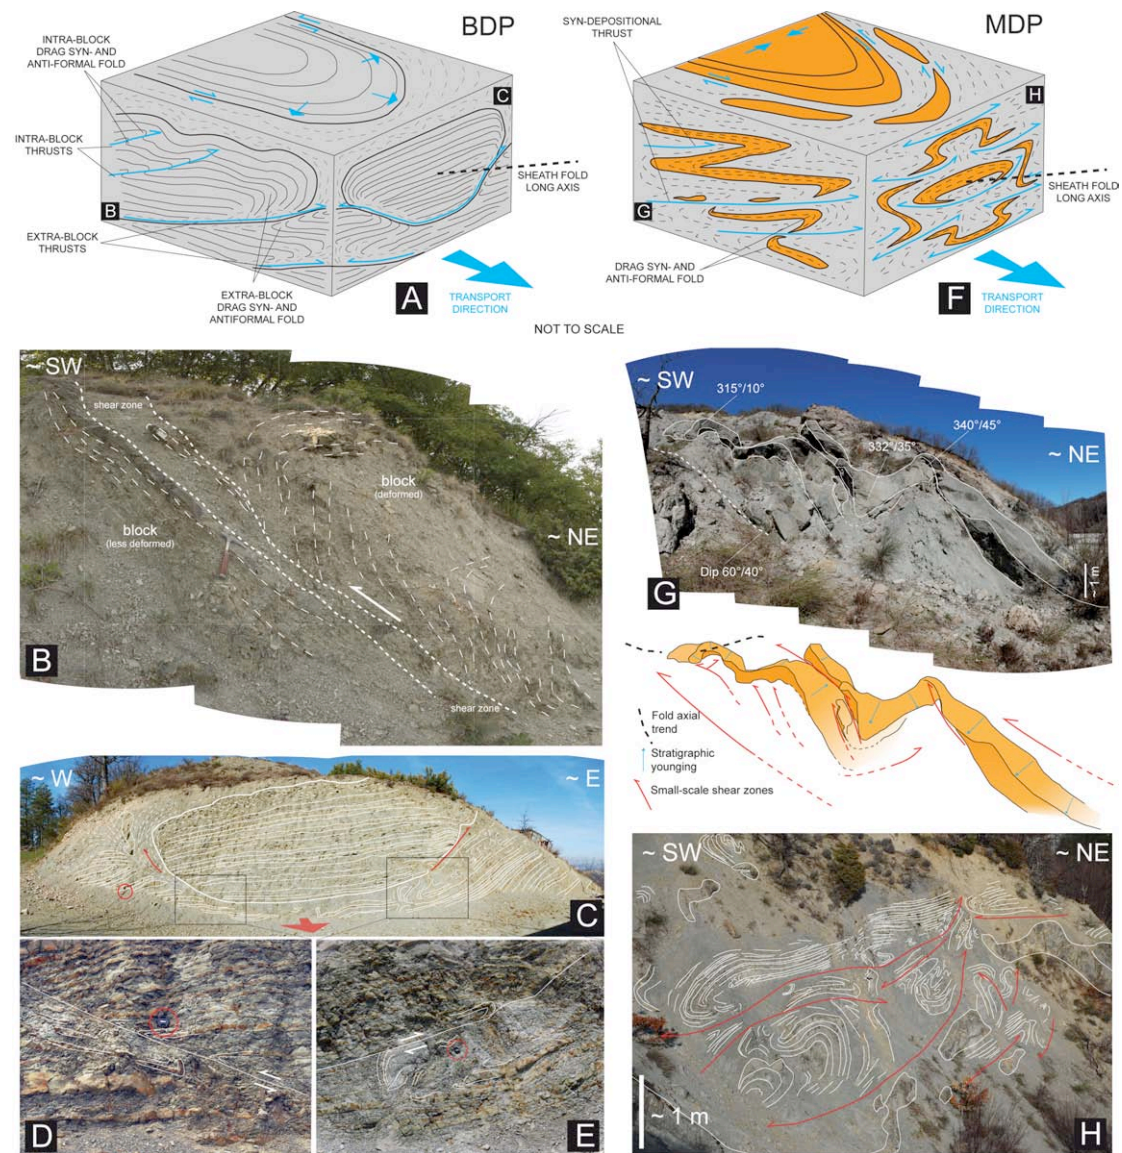 BDP
INTRA-BLOCK
DRAG SYN- AND
ANTI-FORMAL FOLD
INTRA-BLOCK
THRUSTS
EXTRA-BLOCK
THRUSTS
EXTRA-BLOCK
DRAG SYN- AND
ANTIFORMAL FOLD
SHEATH FOLD
LONG AXIS
TRANSPORT
DIRECTION
B
C
A
MDP
SYN-DEPOSITIONAL
THRUST
DRAG SYN- AND
ANTI-FORMAL FOLD
SHEATH FOLD
LONG AXIS
TRANSPORT
DIRECTION
G
H
F
NOT TO SCALE
~ SW
shear zone
block
(deformed)
block
(less deformed)
~ NE
shear zone
B
~ SW
315°/10°
340°/45°
332°/35°
~ NE
Dip 60°/40°
~1 m
G
Fold axial
trend
Stratigraphic
younging
Small-scale shear zones
~ W
~ E
C
D
E
~ SW
~ NE
~ 1 m
H